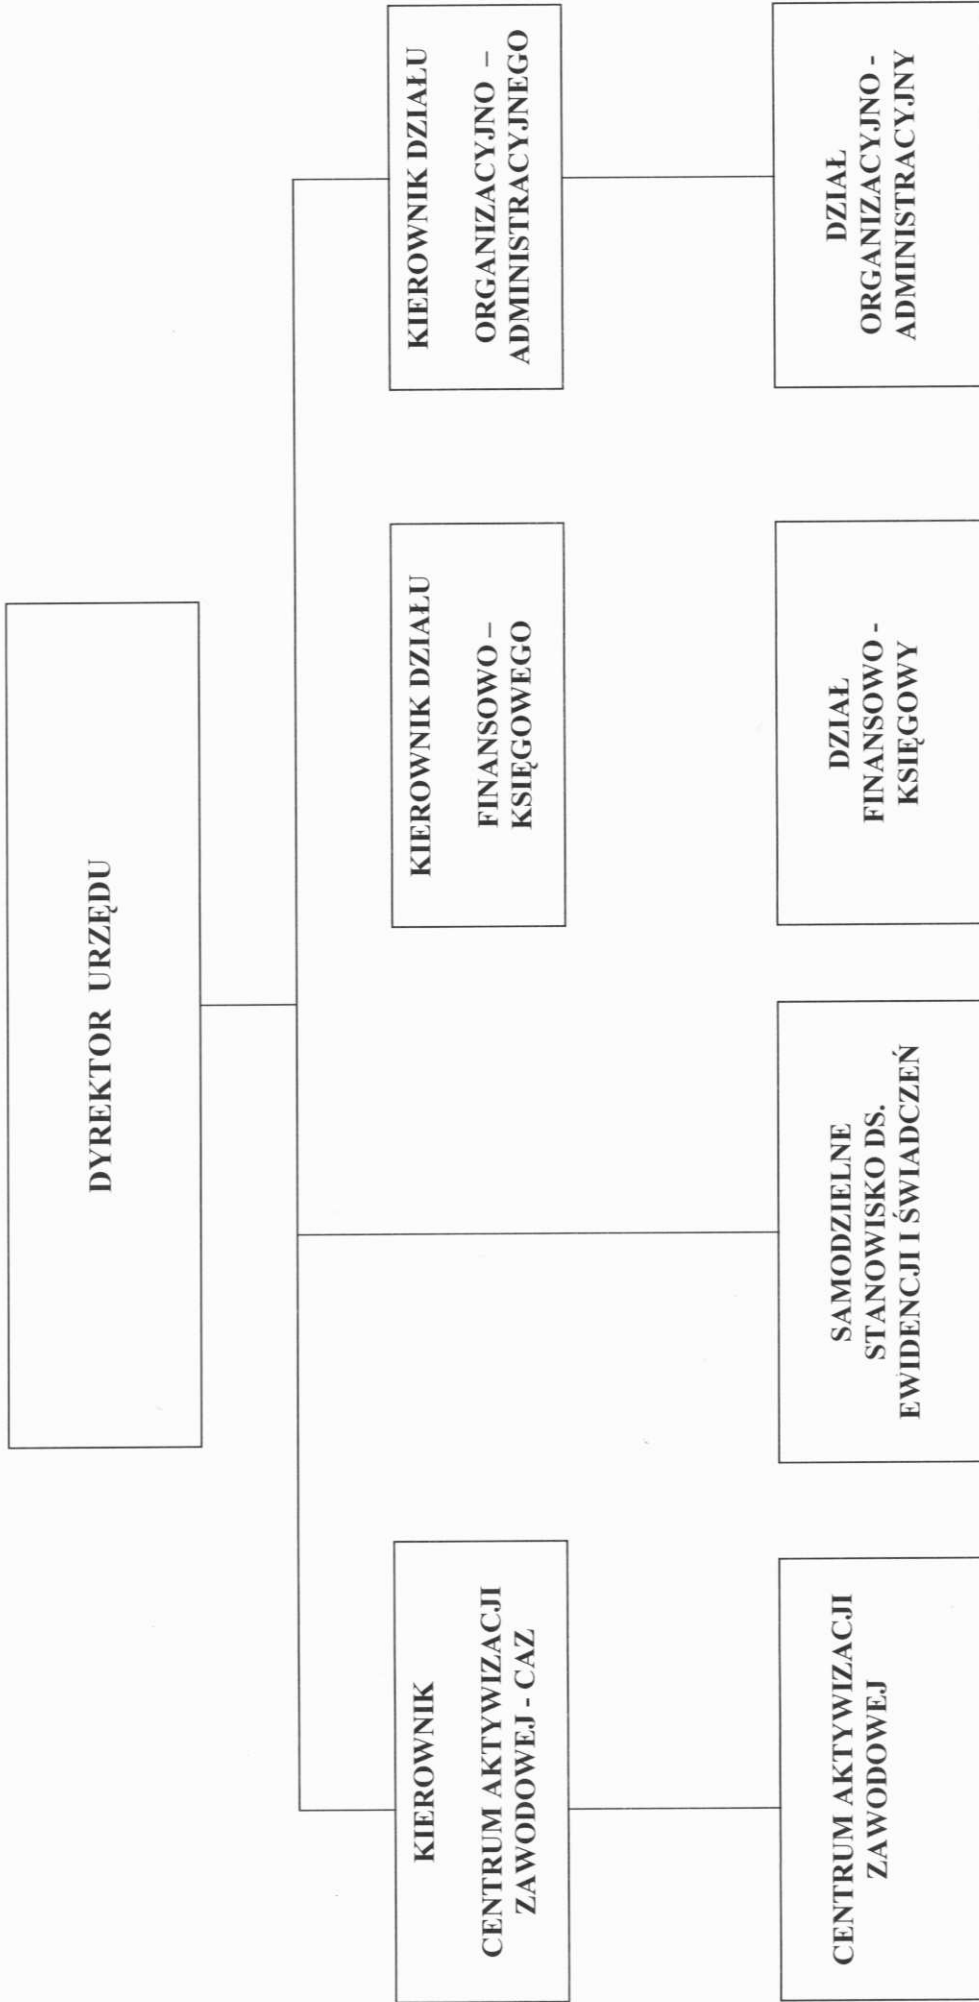 DYREKTOR URZĘDU
KIEROWNIK
CENTRUM AKTYWIZACJI
ZAWODOWEJ - CAZ
KIEROWNIK DZIAŁU
FINANSOWO –
KSIĘGOWEGO
KIEROWNIK DZIAŁU
ORGANIZACYJNO –
ADMINISTRACYJNEGO
CENTRUM AKTYWIZACJI
ZAWODOWEJ
SAMODZIELNE
STANOWISKO DS.
EWIDENCJI I ŚWIADCZEŃ
DZIAŁ
FINANSOWO -
KSIĘGOWY
DZIAŁ
ORGANIZACYJNO -
ADMINISTRACYJNY